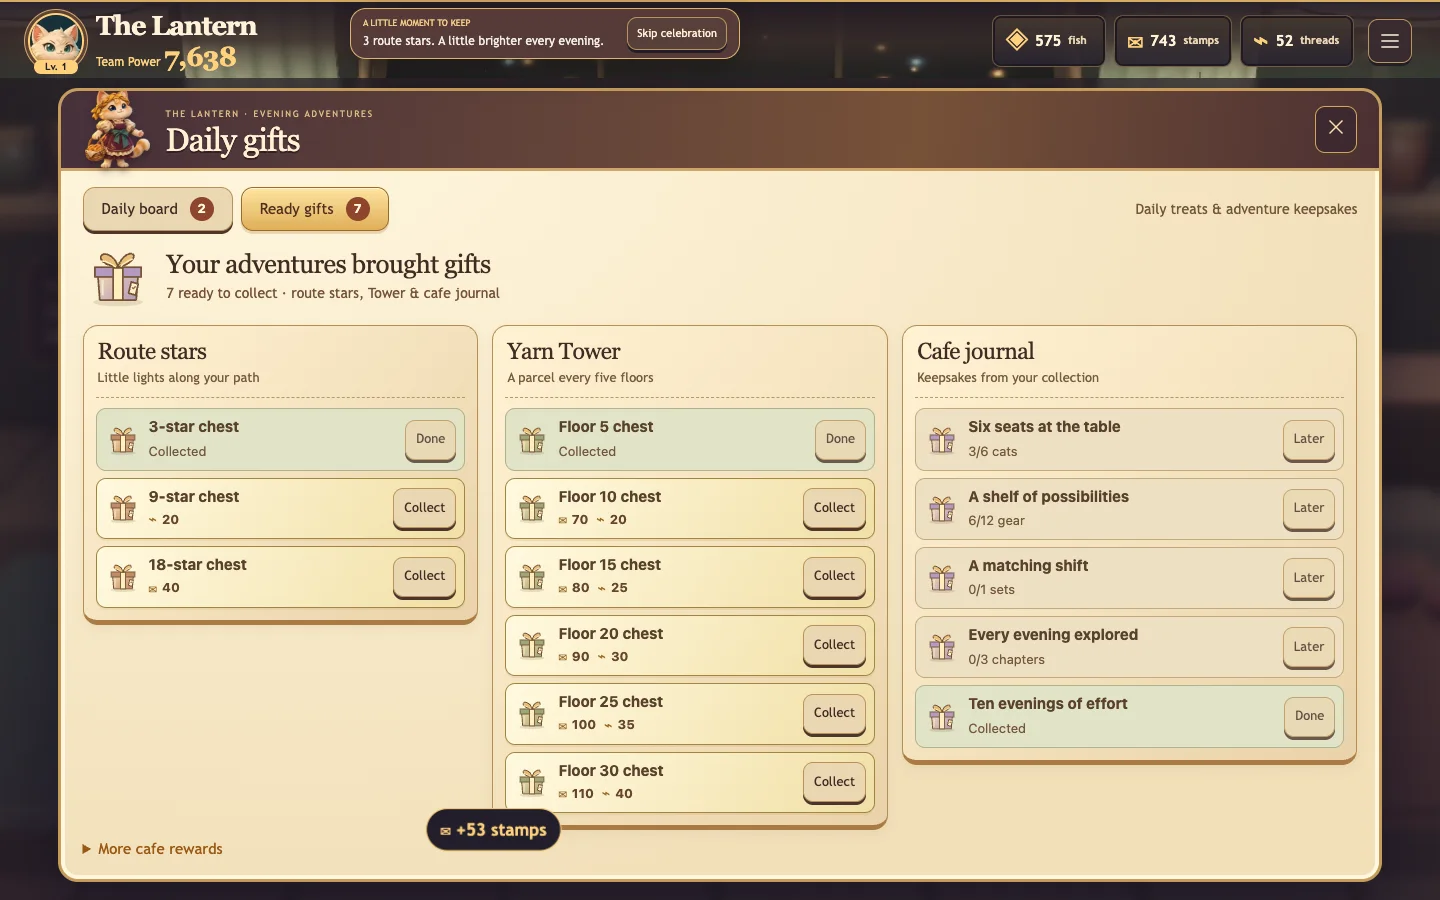 The Lantern
Team Power 7,638
Lv. 1
A LITTLE MOMENT TO KEEP
3 route stars. A little brighter every evening.
Skip celebration
575 fish
743 stamps
52 threads
THE LANTERN · EVENING ADVENTURES
Daily gifts
Daily board 2
Ready gifts 7
Daily treats & adventure keepsakes
Your adventures brought gifts
7 ready to collect · route stars, Tower & cafe journal
Route stars
Little lights along your path
3-star chest
Collected
Done
9-star chest
20
Collect
18-star chest
40
Collect
Yarn Tower
A parcel every five floors
Floor 5 chest
Collected
Done
Floor 10 chest
70 20
Collect
Floor 15 chest
80 25
Collect
Floor 20 chest
90 30
Collect
Floor 25 chest
100 35
Collect
Floor 30 chest
110 40
Collect
Cafe journal
Keepsakes from your collection
Six seats at the table
3/6 cats
Later
A shelf of possibilities
6/12 gear
Later
A matching shift
0/1 sets
Later
Every evening explored
0/3 chapters
Later
Ten evenings of effort
Collected
Done
+53 stamps
More cafe rewards